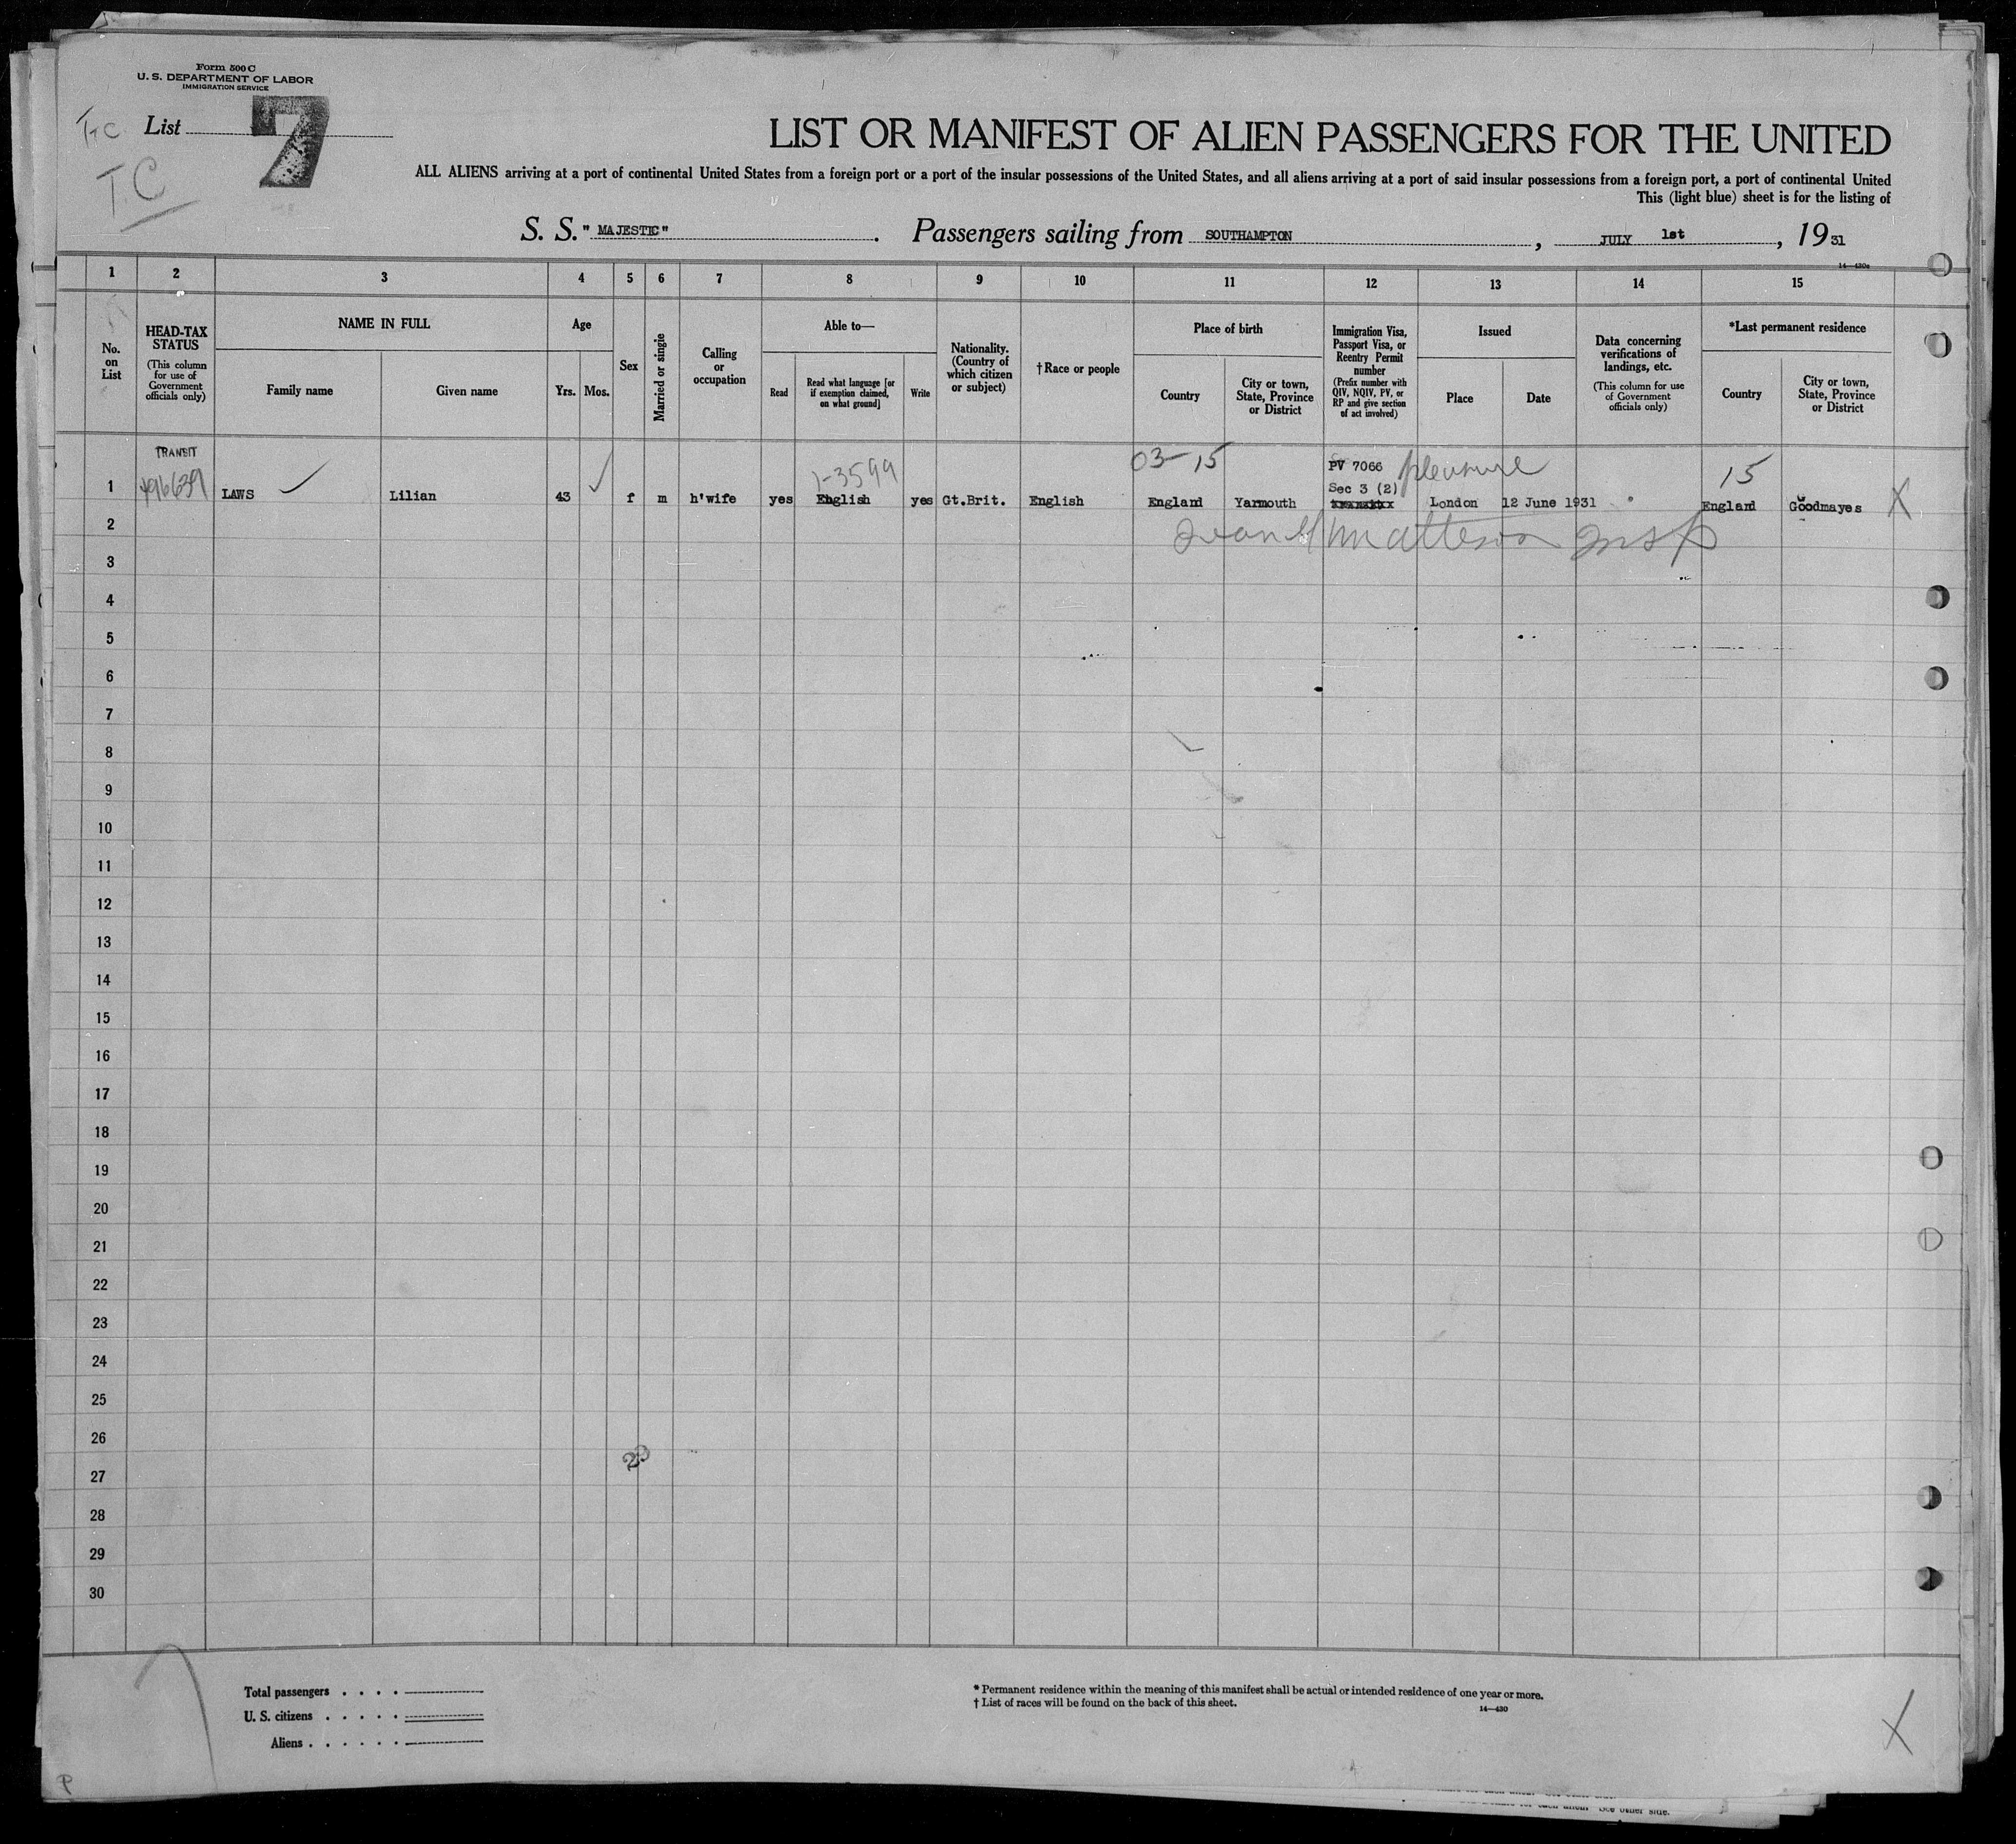 Form 500 C
U. S. DEPARTMENT OF LABOR
IMMIGRATION SERVICE
List 7
TC
TC
LIST OR MANIFEST OF ALIEN PASSENGERS FOR THE UNITED
ALL ALIENS arriving at a port of continental United States from a foreign port or a port of the insular possessions of the United States, and all aliens arriving at a port of said insular possessions from a foreign port, a port of continental United
This (light blue) sheet is for the listing of
S. S. " MAJESTIC" . Passengers sailing from SOUTHAMPTON , JULY 1st , 19 31
14—430a
1 2 3 4 5 6 7 8 9 10 11 12 13 14 15
No. on List
HEAD-TAX STATUS
(This column for use of Government officials only)
NAME IN FULL
Family name
Given name
Age
Yrs. Mos.
Sex
Married or single
Calling or occupation
Able to—
Read
Read what language [or if exemption claimed, on what ground]
Write
Nationality. (Country of which citizen or subject)
†Race or people
Place of birth
Country
City or town, State, Province or District
Immigration Visa, Passport Visa, or Reentry Permit number
(Prefix number with QIV, NQIV, PV, or RP and give section of act involved)
Issued
Place
Date
Data concerning verifications of landings, etc.
(This column for use of Government officials only)
*Last permanent residence
Country
City or town, State, Province or District
TRANSIT
1-3599
03-15
PV 7066 pleasure
15
Sec 3 (2)
1 LAWS Lilian 43 f m h'wife yes English yes Gt.Brit. English England Yarmouth London 12 June 1931 England Goodmayes X
Matteson Insp
2
3
4
5
6
7
8
9
10
11
12
13
14
15
16
17
18
19
20
21
22
23
24
25
26
27
28
29
30
Total passengers . . . .
U. S. citizens . . . . .
Aliens . . . . . .
* Permanent residence within the meaning of this manifest shall be actual or intended residence of one year or more.
† List of races will be found on the back of this sheet.
14—430
X
P
See other side.